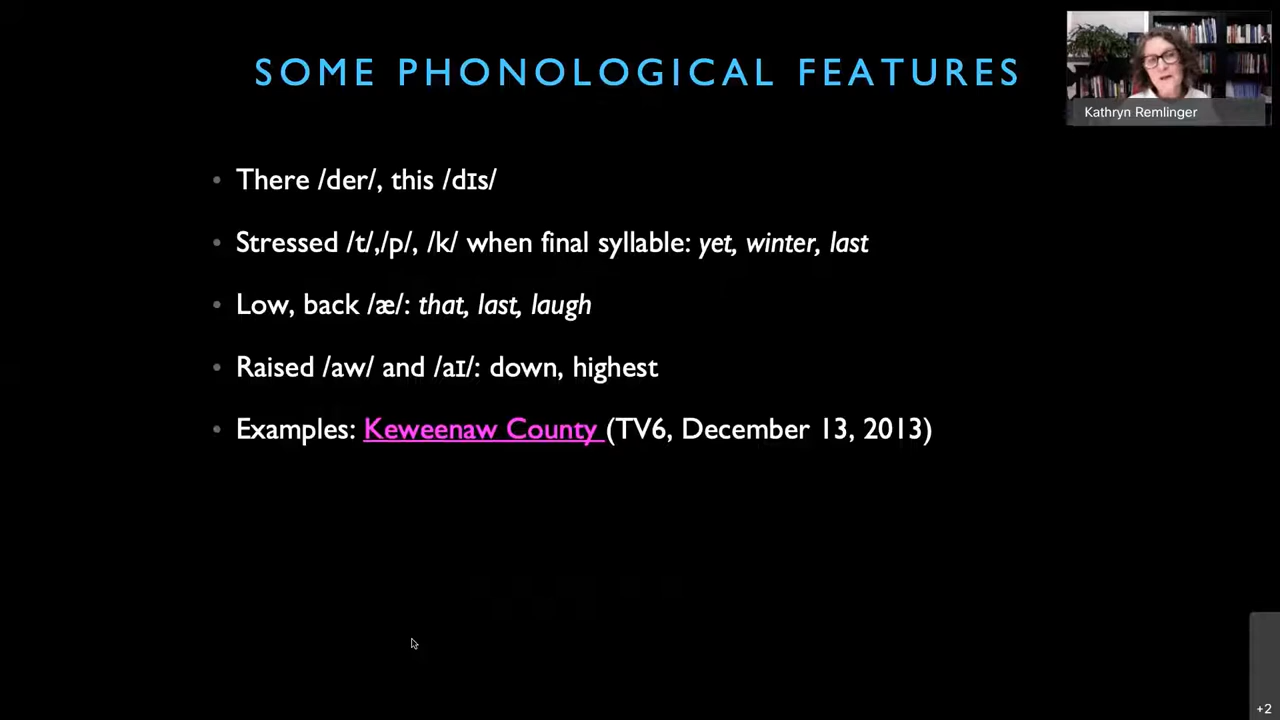 SOME PHONOLOGICAL FEATURES
Kathryn Remlinger
• There /der/, this /dɪs/
• Stressed /t/,/p/, /k/ when final syllable: yet, winter, last
• Low, back /æ/: that, last, laugh
• Raised /aw/ and /aɪ/: down, highest
• Examples: Keweenaw County (TV6, December 13, 2013)
+2